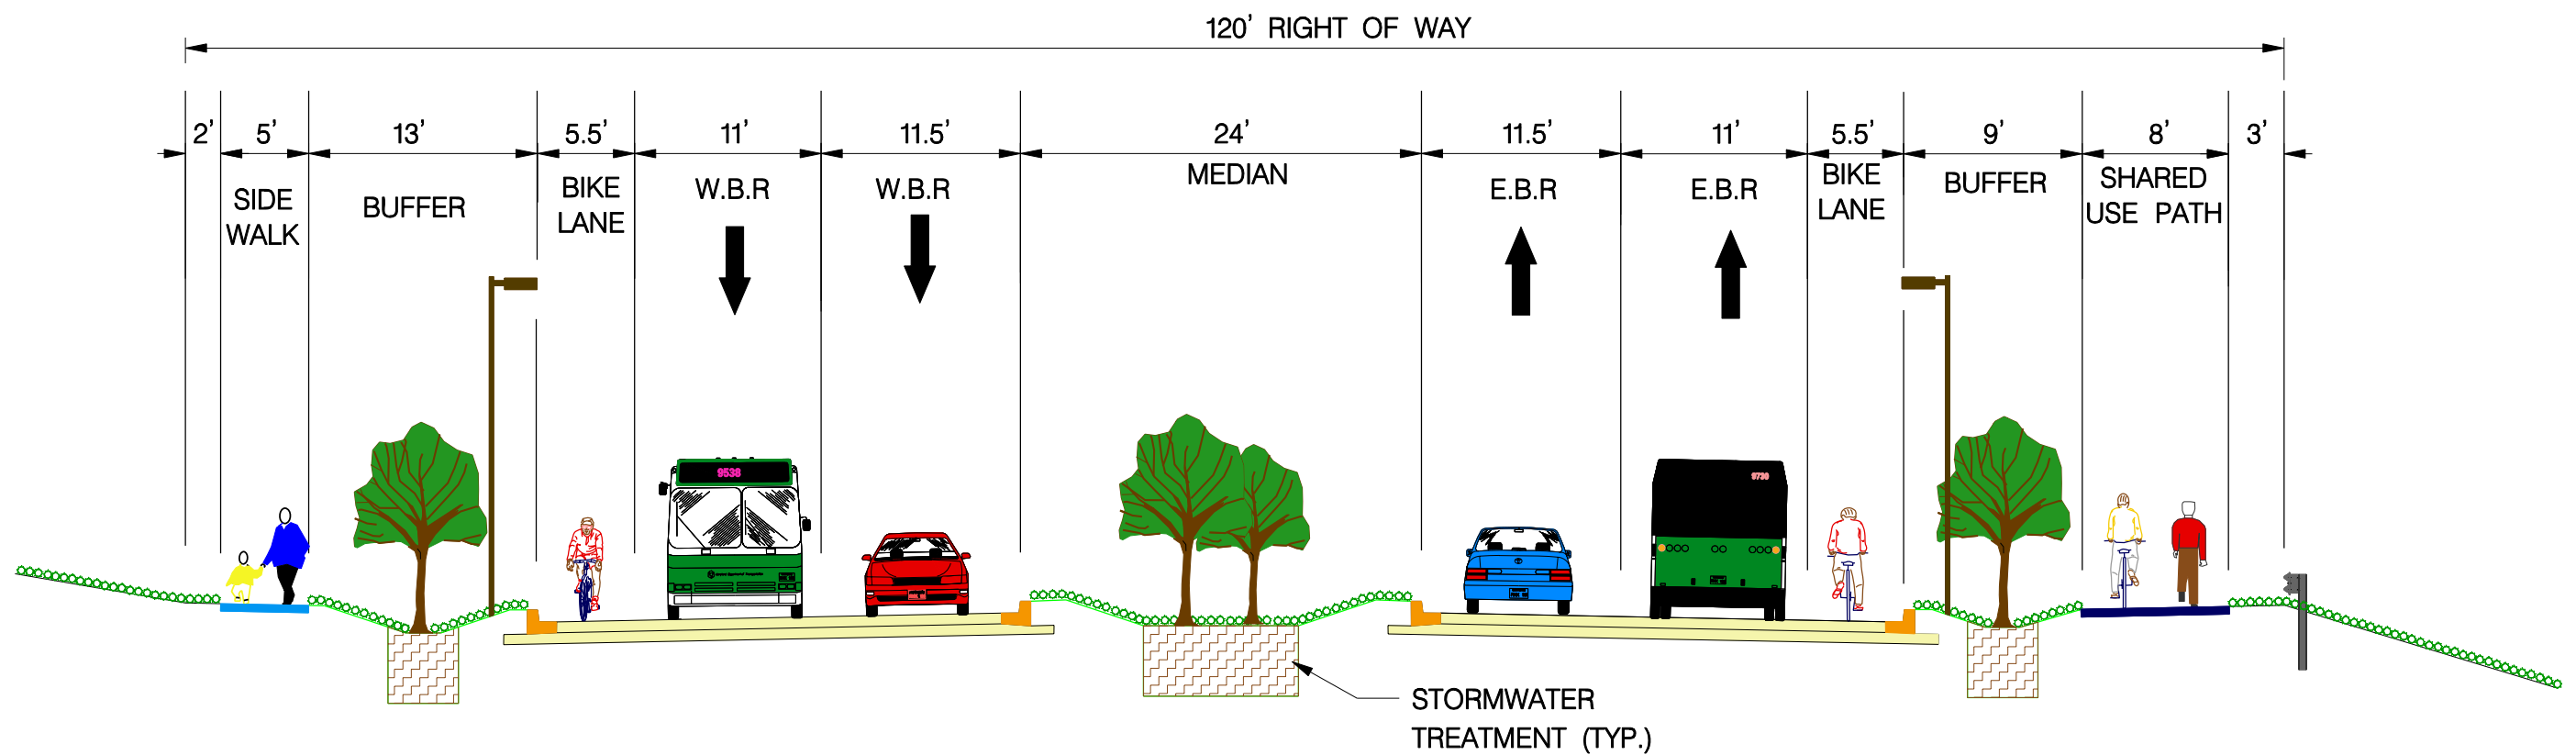 120' RIGHT OF WAY
2' 5' 13' 5.5' 11' 11.5' 24' 11.5' 11' 5.5' 9' 8' 3'
SIDE
WALK
BUFFER
BIKE
LANE
W.B.R
W.B.R
MEDIAN
E.B.R
E.B.R
BIKE
LANE
BUFFER
SHARED
USE PATH
9538
9730
STORMWATER
TREATMENT (TYP.)